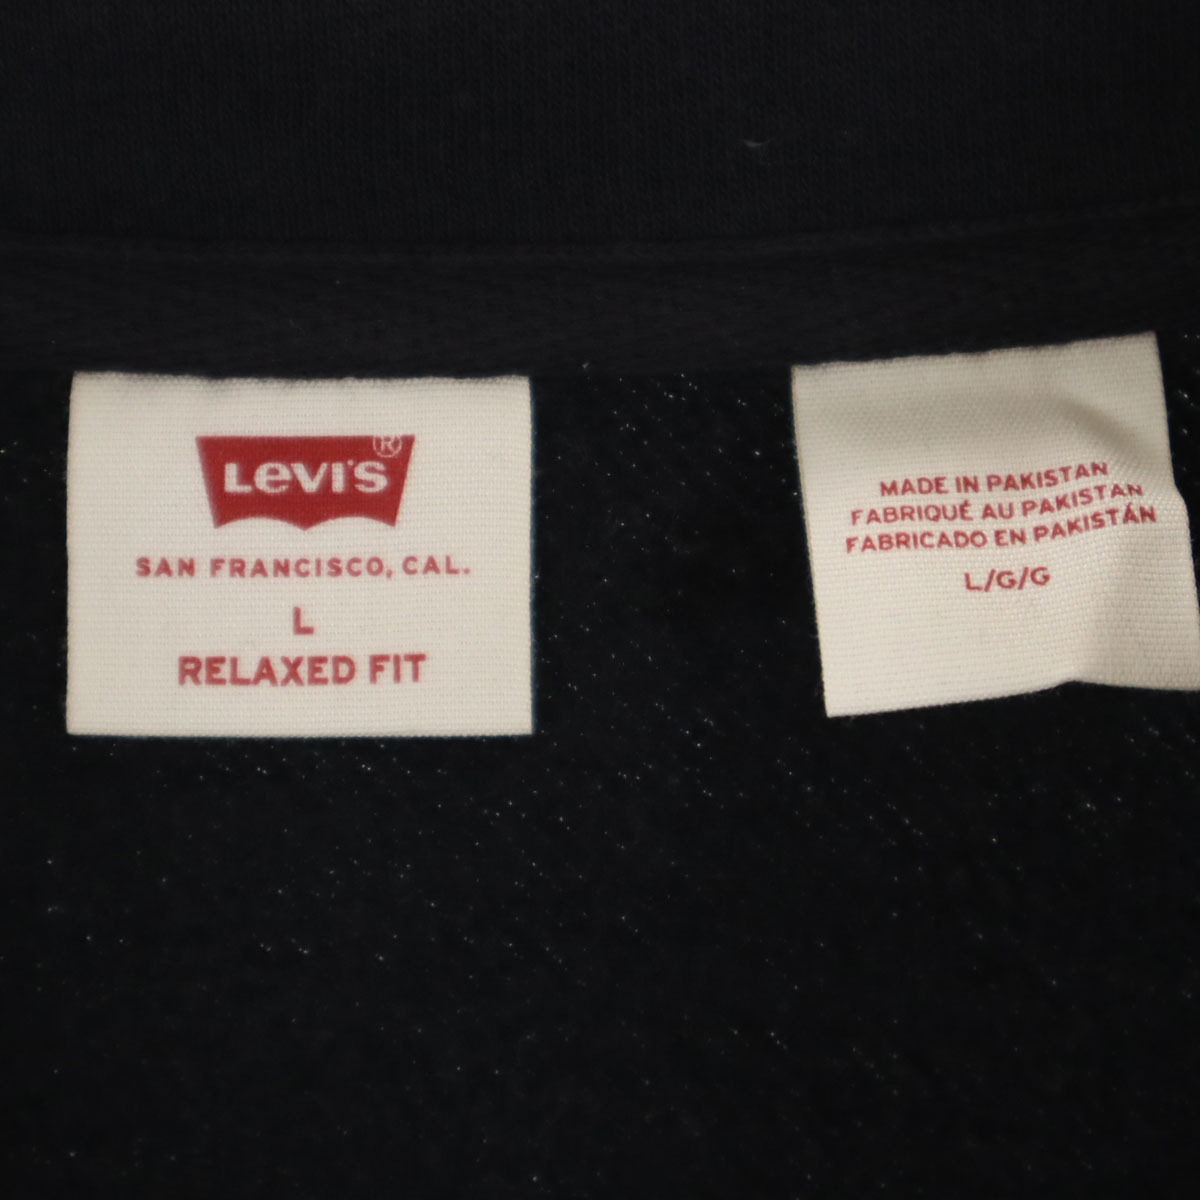 LEVI'S®
SAN FRANCISCO, CAL.
L
RELAXED FIT
MADE IN PAKISTAN
FABRIQUÉ AU PAKISTAN
FABRICADO EN PAKISTÁN
L/G/G